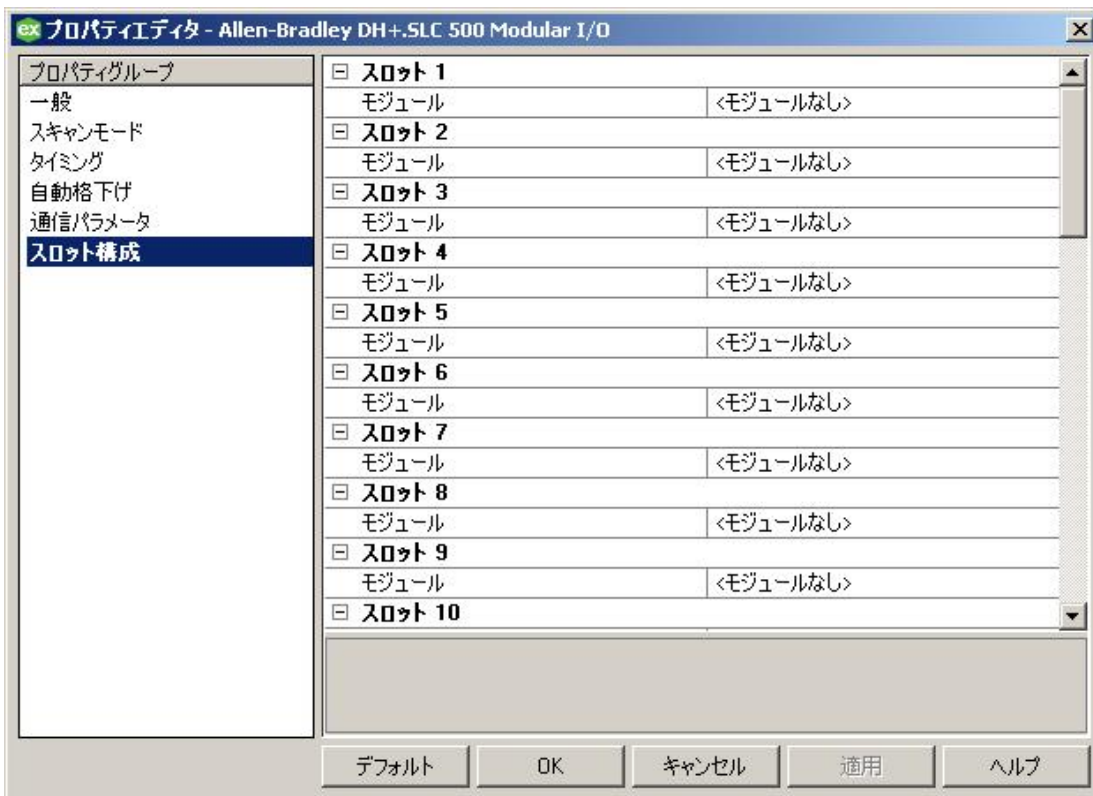 ex プロパティエディタ - Allen-Bradley DH+.SLC 500 Modular I/O
プロパティグループ
一般
スキャンモード
タイミング
自動格下げ
通信パラメータ
スロット構成
スロット 1
モジュール <モジュールなし>
スロット 2
モジュール <モジュールなし>
スロット 3
モジュール <モジュールなし>
スロット 4
モジュール <モジュールなし>
スロット 5
モジュール <モジュールなし>
スロット 6
モジュール <モジュールなし>
スロット 7
モジュール <モジュールなし>
スロット 8
モジュール <モジュールなし>
スロット 9
モジュール <モジュールなし>
スロット 10
デフォルト OK キャンセル 適用 ヘルプ